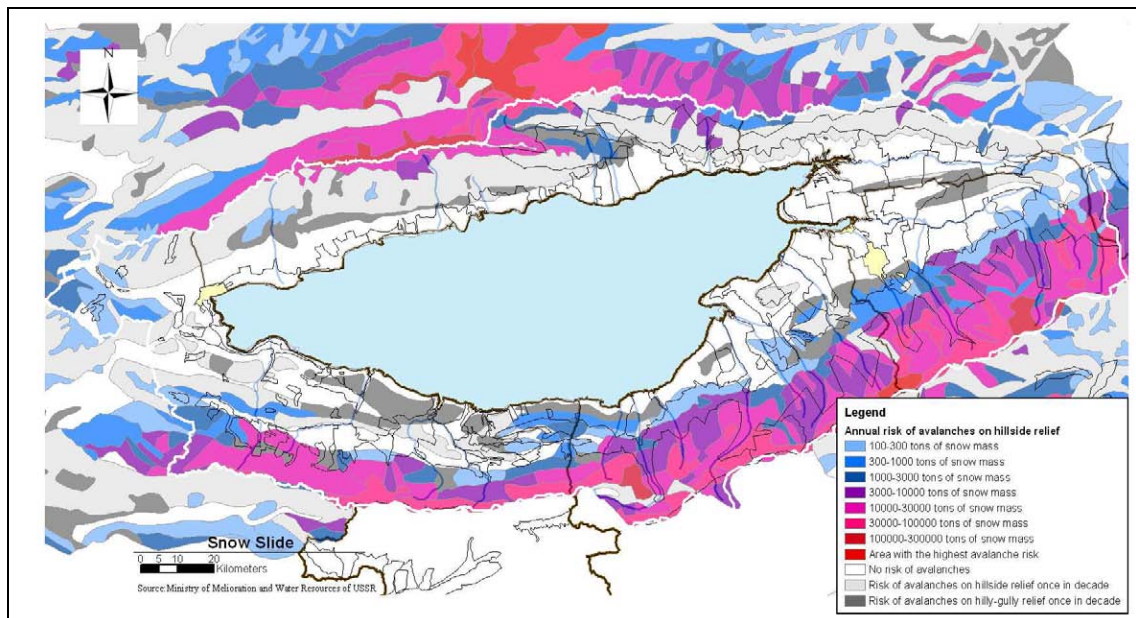 N
Snow Slide
0 5 10 20
Kilometers
Source:Ministry of Melioration and Water Resources of USSR
Legend
Annual risk of avalanches on hillside relief
100-300 tons of snow mass
300-1000 tons of snow mass
1000-3000 tons of snow mass
3000-10000 tons of snow mass
10000-30000 tons of snow mass
30000-100000 tons of snow mass
100000-300000 tons of snow mass
Area with the highest avalanche risk
No risk of avalanches
Risk of avalanches on hillside relief once in decade
Risk of avalanches on hilly-gully relief once in decade